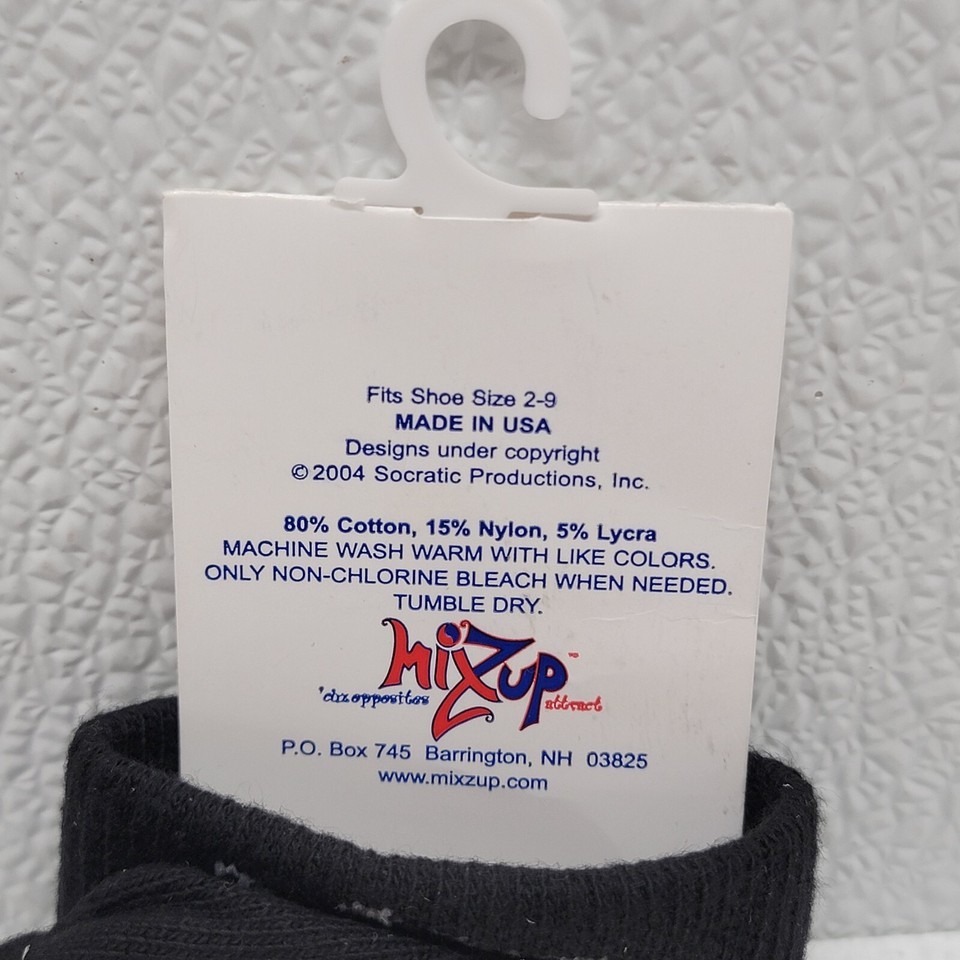 Fits Shoe Size 2-9
MADE IN USA
Designs under copyright
©2004 Socratic Productions, Inc.
80% Cotton, 15% Nylon, 5% Lycra
MACHINE WASH WARM WITH LIKE COLORS.
ONLY NON-CHLORINE BLEACH WHEN NEEDED.
TUMBLE DRY.
mixZup™
'cuz opposites attract
P.O. Box 745 Barrington, NH 03825
www.mixzup.com